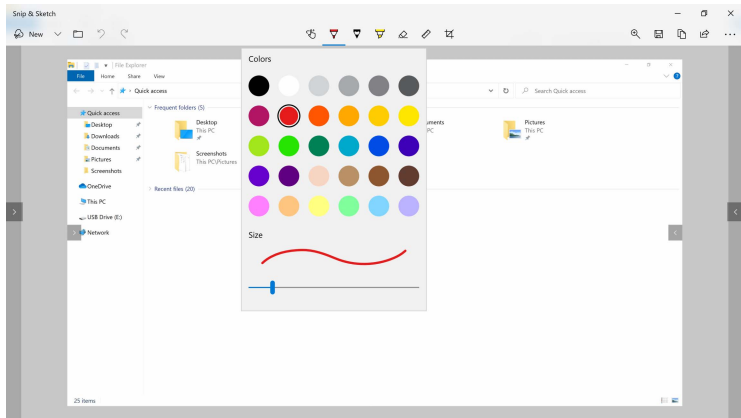 Snip & Sketch
New
File Explorer
File Home Share View
Quick access
Search Quick access
Quick access
Desktop
Downloads
Documents
Pictures
Screenshots
OneDrive
This PC
USB Drive (E:)
Network
Frequent folders (5)
Desktop
This PC
Screenshots
This PC\Pictures
uments
PC
Pictures
This PC
Recent files (20)
Colors
Size
25 items